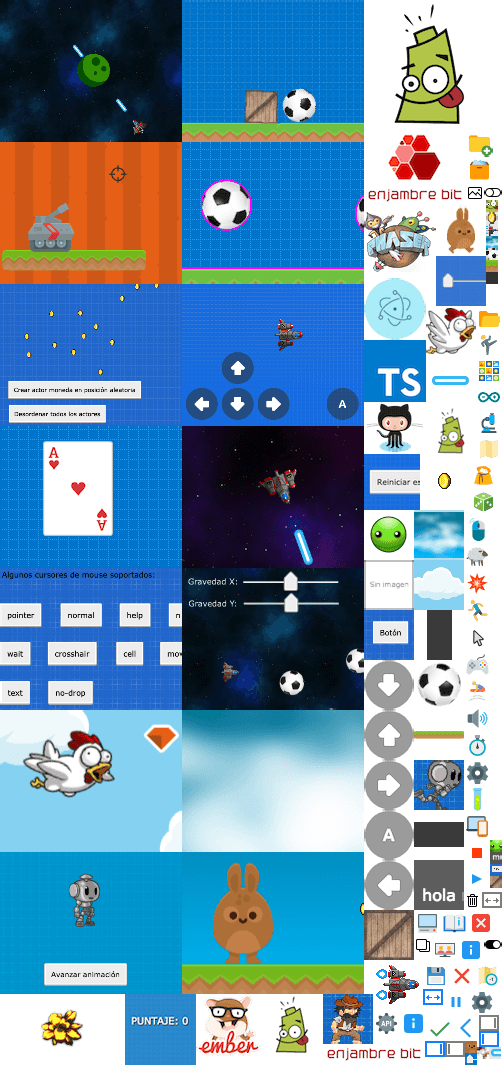 enjambre bit
MASER
Crear actor moneda en posición aleatoria
Desordenar todos los actores
A
TS
A
A
Reiniciar es
Algunos cursores de mouse soportados:
pointer
normal
help
n
wait
crosshair
cell
mov
text
no-drop
Gravedad X:
Gravedad Y:
Sin imagen
Botón
A
hola
Avanzar animación
PUNTAJE: 0
ember
API
enjambre bit